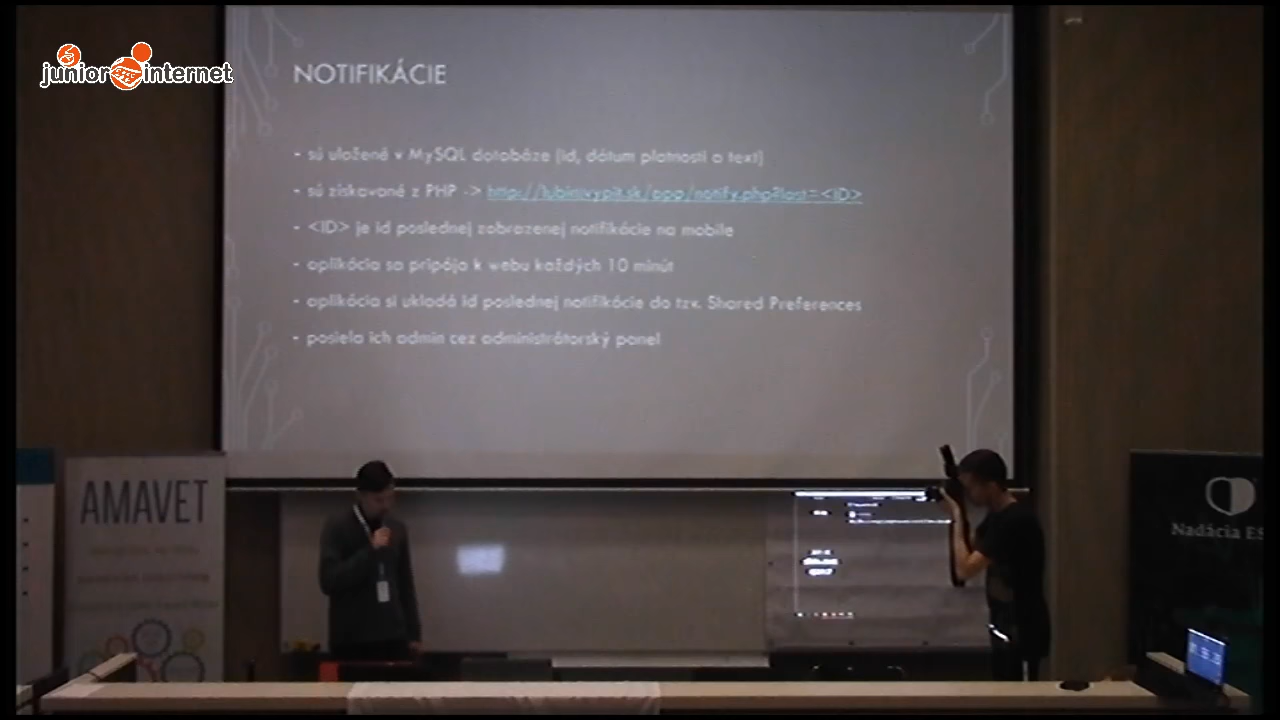 junior internet
NOTIFIKÁCIE
- sú uložené v MySQL databáze (id, dátum platnosti a text)
- sú získavané z PHP -> http://lubimvypit.sk/app/notify.php?last=<ID>
- <ID> je id poslednej zobrazenej notifikácie na mobile
- aplikácia sa pripája k webu každých 10 minút
- aplikácia si ukladá id poslednej notifikácie do tzv. Shared Preferences
- posiela ich admin cez administrátorský panel
AMAVET
Nadácia ES